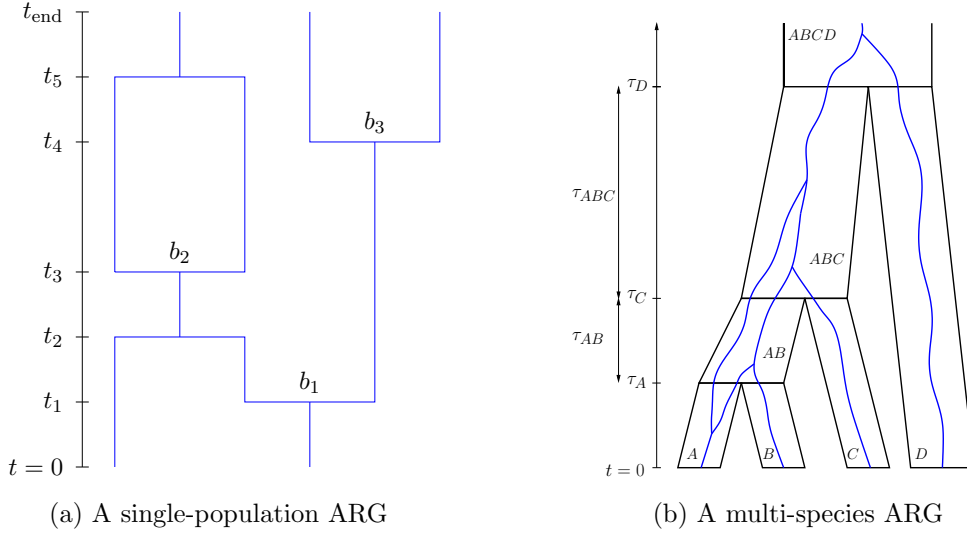 t_end
t_5
b_3
t_4
b_2
t_3
t_2
b_1
t_1
t = 0
(a) A single-population ARG
ABCD
τ_D
τ_ABC
ABC
τ_C
τ_AB
AB
τ_A
A B C D
t = 0
(b) A multi-species ARG